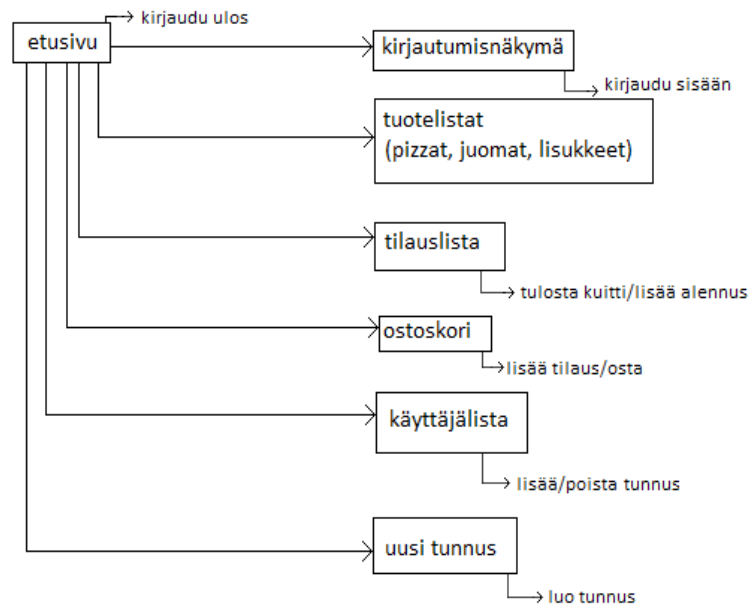 kirjaudu ulos
etusivu
kirjautumisnäkymä
kirjaudu sisään
tuotelistat
(pizzat, juomat, lisukkeet)
tilauslista
tulosta kuitti/lisää alennus
ostoskori
lisää tilaus/osta
käyttäjälista
lisää/poista tunnus
uusi tunnus
luo tunnus